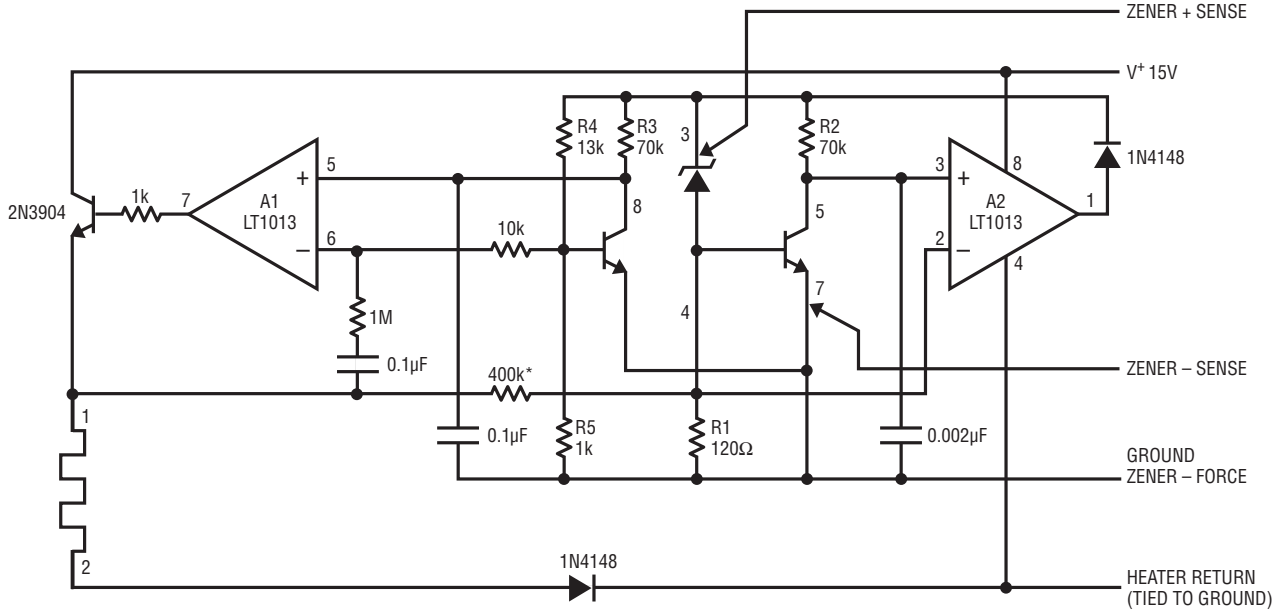 ZENER + SENSE
V+ 15V
R4
13k
R3
70k
3
R2
70k
1N4148
2N3904
1k
7
A1
LT1013
5
+
6
–
8
10k
5
3
+
2
–
A2
LT1013
8
1
4
7
4
1M
0.1µF
400k*
ZENER – SENSE
1
0.1µF
R5
1k
R1
120Ω
0.002µF
GROUND
ZENER – FORCE
2
1N4148
HEATER RETURN
(TIED TO GROUND)